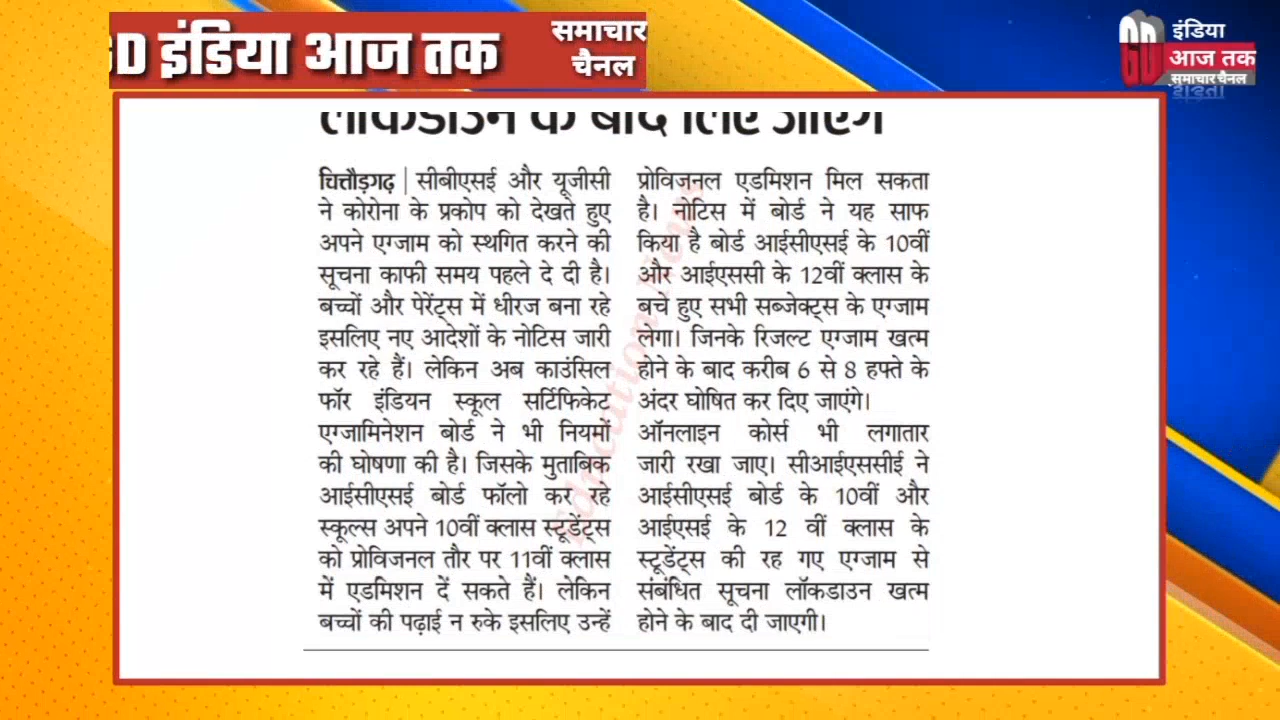 GD इंडिया आज तक
समाचार
चैनल
GD
इंडिया
आज तक
समाचार चैनल
लॉकडाउन के बाद लिए जाएंगे
चित्तौड़गढ़ | सीबीएसई और यूजीसी
ने कोरोना के प्रकोप को देखते हुए
अपने एग्जाम को स्थगित करने की
सूचना काफी समय पहले दे दी है।
बच्चों और पेरेंट्स में धीरज बना रहे
इसलिए नए आदेशों के नोटिस जारी
कर रहे हैं। लेकिन अब काउंसिल
फॉर इंडियन स्कूल सर्टिफिकेट
एग्जामिनेशन बोर्ड ने भी नियमों
की घोषणा की है। जिसके मुताबिक
आईसीएसई बोर्ड फॉलो कर रहे
स्कूल्स अपने 10वीं क्लास स्टूडेंट्स
को प्रोविजनल तौर पर 11वीं क्लास
में एडमिशन दें सकते हैं। लेकिन
बच्चों की पढ़ाई न रुके इसलिए उन्हें
प्रोविजनल एडमिशन मिल सकता
है। नोटिस में बोर्ड ने यह साफ
किया है बोर्ड आईसीएसई के 10वीं
और आईएससी के 12वीं क्लास के
बचे हुए सभी सब्जेक्ट्स के एग्जाम
लेगा। जिनके रिजल्ट एग्जाम खत्म
होने के बाद करीब 6 से 8 हफ्ते के
अंदर घोषित कर दिए जाएंगे।
ऑनलाइन कोर्स भी लगातार
जारी रखा जाए। सीआईएससीई ने
आईसीएसई बोर्ड के 10वीं और
आईएसई के 12 वीं क्लास के
स्टूडेंट्स की रह गए एग्जाम से
संबंधित सूचना लॉकडाउन खत्म
होने के बाद दी जाएगी।
Education News